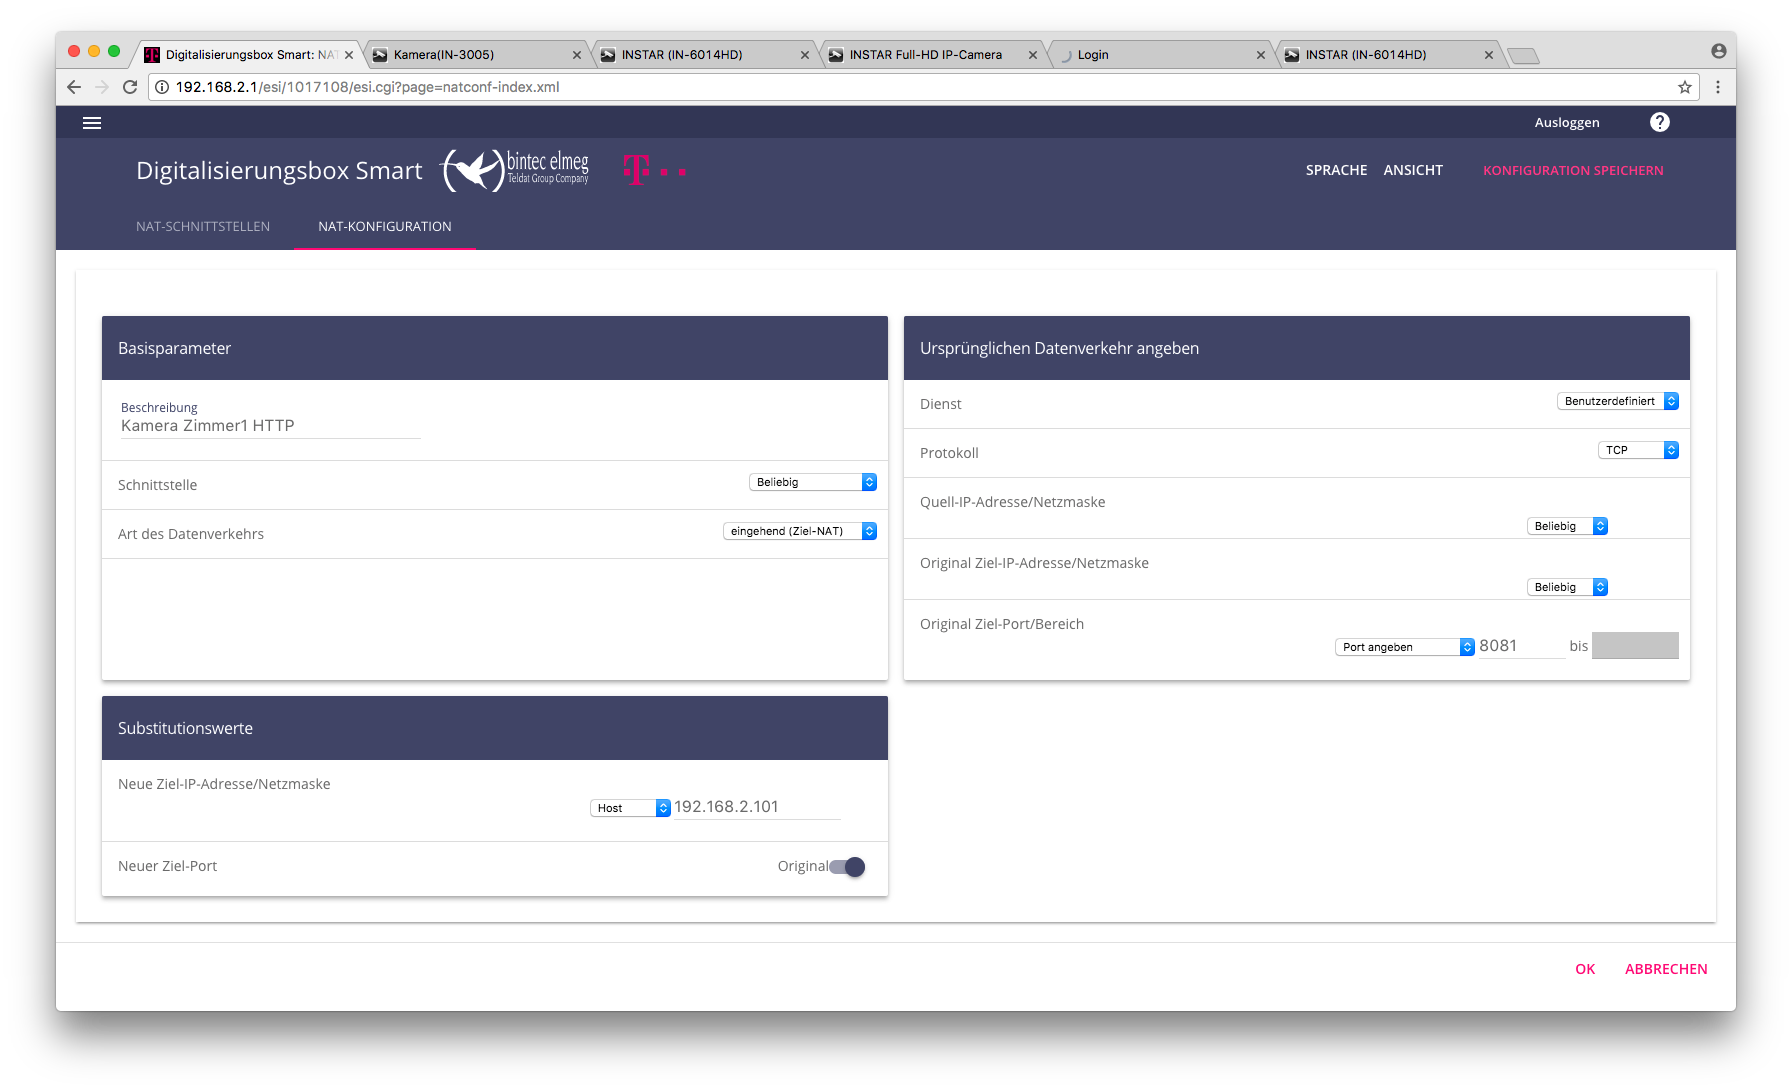 Digitalisierungsbox Smart: NAT
Kamera(IN-3005)
INSTAR (IN-6014HD)
INSTAR Full-HD IP-Camera
Login
INSTAR (IN-6014HD)
192.168.2.1/esi/1017108/esi.cgi?page=natconf-index.xml
Ausloggen
Digitalisierungsbox Smart
bintec elmeg
Teldat Group Company
T
SPRACHE
ANSICHT
KONFIGURATION SPEICHERN
NAT-SCHNITTSTELLEN
NAT-KONFIGURATION
Basisparameter
Beschreibung
Kamera Zimmer1 HTTP
Schnittstelle
Beliebig
Art des Datenverkehrs
eingehend (Ziel-NAT)
Ursprünglichen Datenverkehr angeben
Dienst
Benutzerdefiniert
Protokoll
TCP
Quell-IP-Adresse/Netzmaske
Beliebig
Original Ziel-IP-Adresse/Netzmaske
Beliebig
Original Ziel-Port/Bereich
Port angeben
8081
bis
Substitutionswerte
Neue Ziel-IP-Adresse/Netzmaske
Host
192.168.2.101
Neuer Ziel-Port
Original
OK
ABBRECHEN